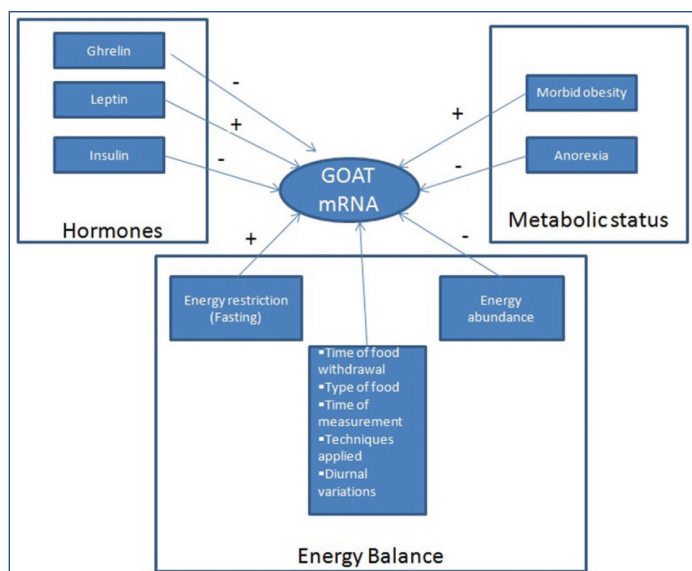 Ghrelin
-
Leptin
+
Insulin
-
Hormones
Morbid obesity
+
Anorexia
-
Metabolic status
GOAT
mRNA
+
-
Energy restriction
(Fasting)
Energy
abundance
▪Time of food
withdrawal
▪Type of food
▪Time of
measurement
▪Techniques
applied
▪Diurnal
variations
Energy Balance